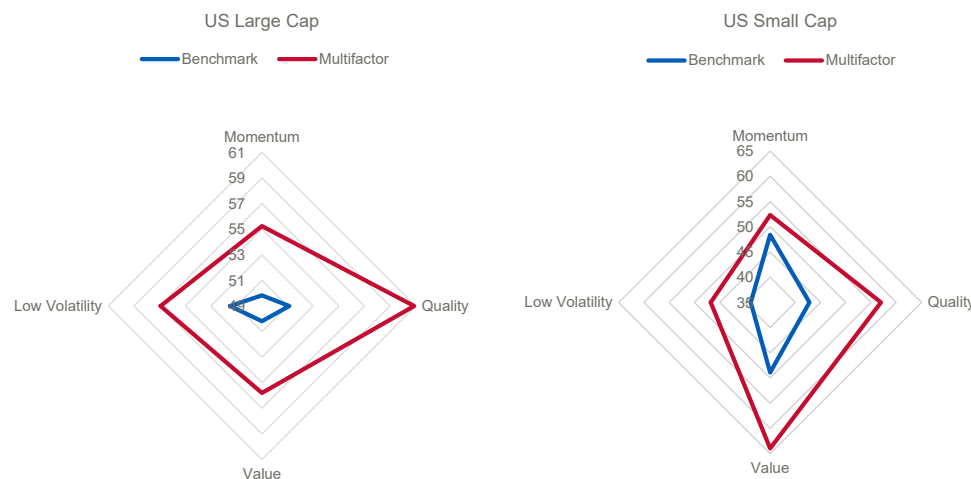 US Large Cap
Benchmark Multifactor
Momentum
61
59
57
55
53
51
49
Low Volatility
Quality
Value
US Small Cap
Benchmark Multifactor
Momentum
65
60
55
50
45
40
35
Low Volatility
Quality
Value